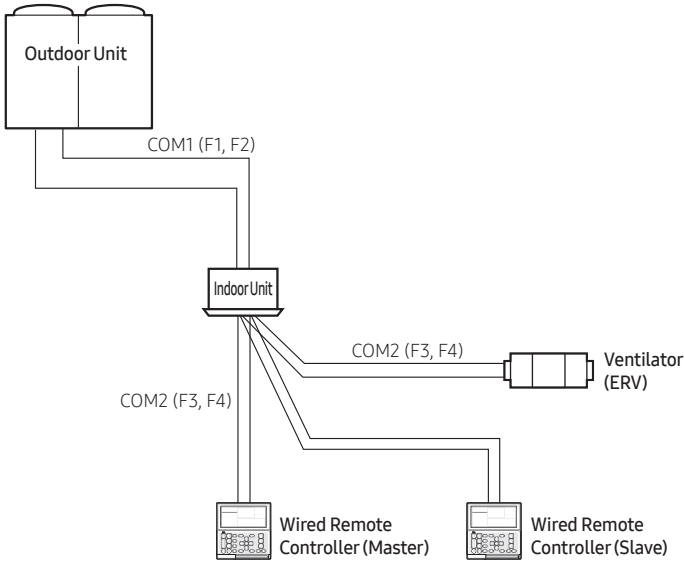 Outdoor Unit
COM1 (F1, F2)
Indoor Unit
COM2 (F3, F4)
Ventilator
(ERV)
COM2 (F3, F4)
Wired Remote
Controller (Master)
Wired Remote
Controller (Slave)